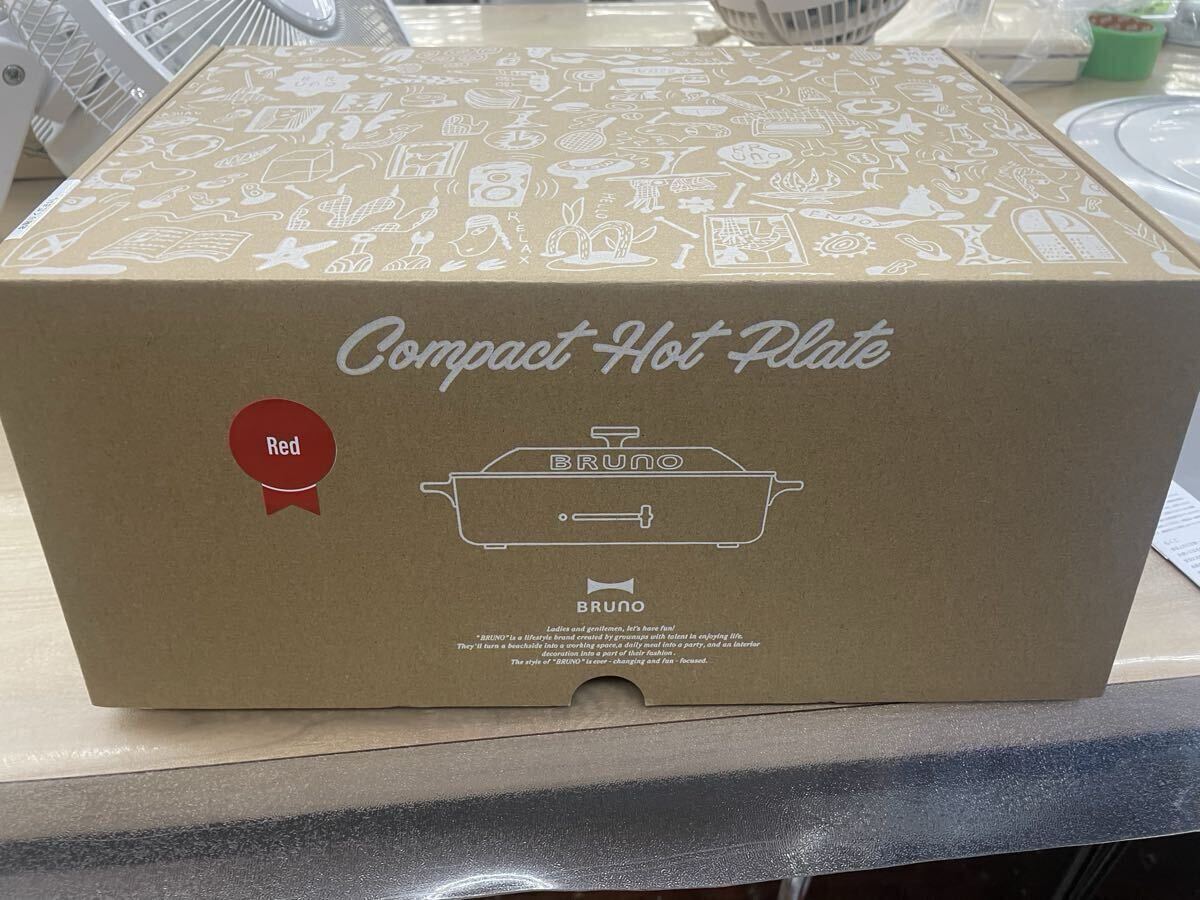 BRUNO
RELAX
HELLO
BRUNO
ENJOY
Compact Hot Plate
Red
BRUNO
BRUNO
Ladies and gentlemen, let's have fun!
"BRUNO" is a lifestyle brand created by grownups with talent in enjoying life.
They'll turn a beachside into a working space,a daily meal into a party, and an interior
decoration into a part of their fashion.
The style of "BRUNO" is ever - changing and fun - focused.